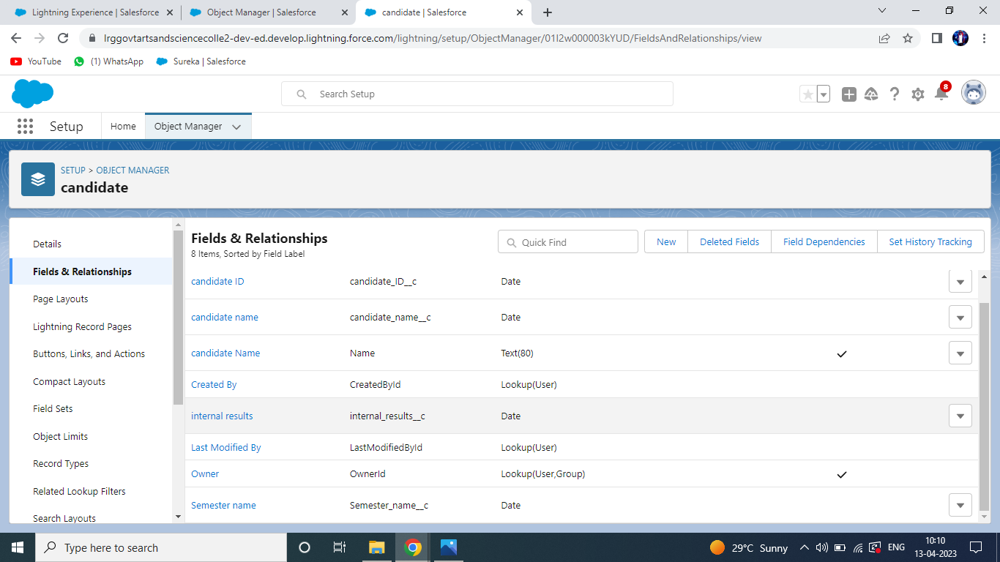 Lightning Experience | Salesforce
Object Manager | Salesforce
candidate | Salesforce
lrggovtartsandsciencecolle2-dev-ed.develop.lightning.force.com/lightning/setup/ObjectManager/01I2w000003kYUD/FieldsAndRelationships/view
YouTube
(1) WhatsApp
Sureka | Salesforce
Search Setup
8
Setup
Home
Object Manager
SETUP > OBJECT MANAGER
candidate
Details
Fields & Relationships
Page Layouts
Lightning Record Pages
Buttons, Links, and Actions
Compact Layouts
Field Sets
Object Limits
Record Types
Related Lookup Filters
Search Layouts
Fields & Relationships
8 Items, Sorted by Field Label
Quick Find
New
Deleted Fields
Field Dependencies
Set History Tracking
candidate ID candidate_ID__c Date
candidate name candidate_name__c Date
candidate Name Name Text(80)
Created By CreatedById Lookup(User)
internal results internal_results__c Date
Last Modified By LastModifiedById Lookup(User)
Owner OwnerId Lookup(User,Group)
Semester name Semester_name__c Date
Type here to search
29°C Sunny
ENG
10:10
13-04-2023